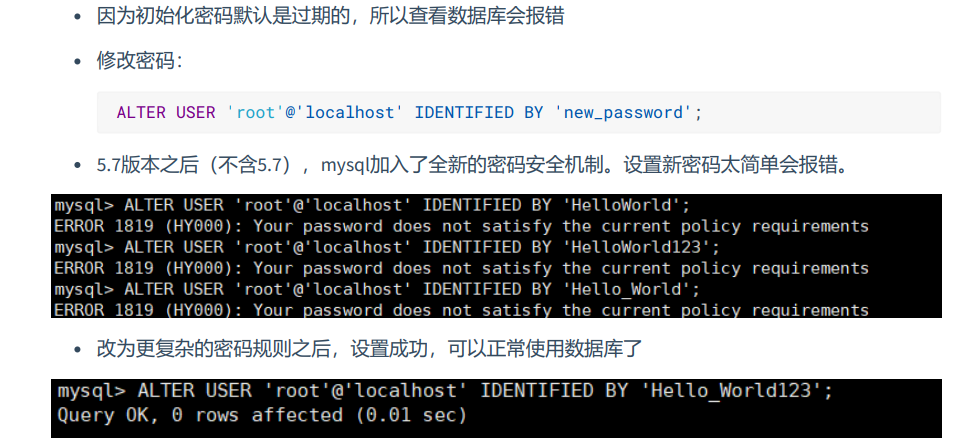 因为初始化密码默认是过期的，所以查看数据库会报错
修改密码：
ALTER USER 'root'@'localhost' IDENTIFIED BY 'new_password';
5.7版本之后（不含5.7），mysql加入了全新的密码安全机制。设置新密码太简单会报错。
mysql> ALTER USER 'root'@'localhost' IDENTIFIED BY 'HelloWorld';
ERROR 1819 (HY000): Your password does not satisfy the current policy requirements
mysql> ALTER USER 'root'@'localhost' IDENTIFIED BY 'HelloWorld123';
ERROR 1819 (HY000): Your password does not satisfy the current policy requirements
mysql> ALTER USER 'root'@'localhost' IDENTIFIED BY 'Hello_World';
ERROR 1819 (HY000): Your password does not satisfy the current policy requirements
改为更复杂的密码规则之后，设置成功，可以正常使用数据库了
mysql> ALTER USER 'root'@'localhost' IDENTIFIED BY 'Hello_World123';
Query OK, 0 rows affected (0.01 sec)